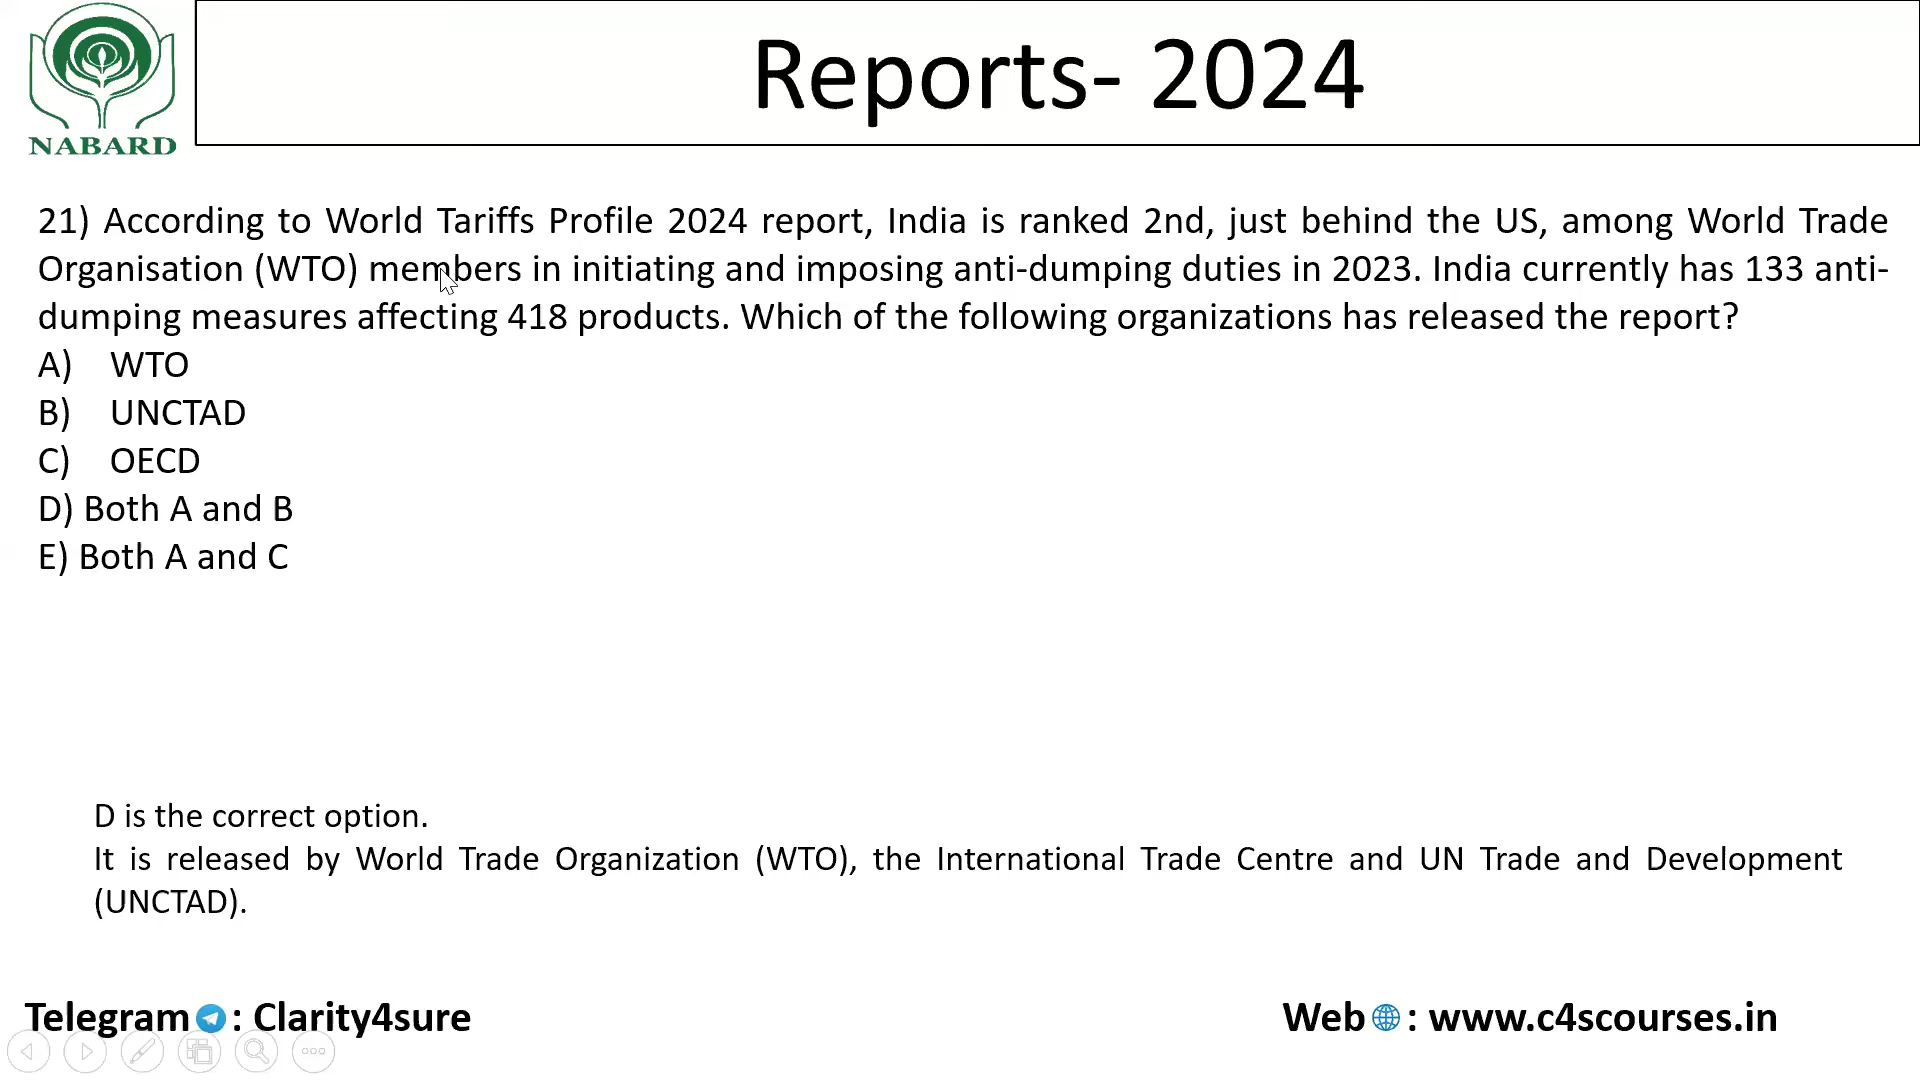 NABARD
Reports- 2024
21) According to World Tariffs Profile 2024 report, India is ranked 2nd, just behind the US, among World Trade
Organisation (WTO) members in initiating and imposing anti-dumping duties in 2023. India currently has 133 anti-
dumping measures affecting 418 products. Which of the following organizations has released the report?
A) WTO
B) UNCTAD
C) OECD
D) Both A and B
E) Both A and C
D is the correct option.
It is released by World Trade Organization (WTO), the International Trade Centre and UN Trade and Development
(UNCTAD).
Telegram : Clarity4sure
Web : www.c4scourses.in